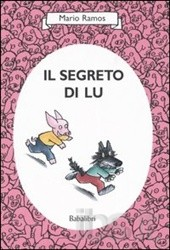 Mario Ramos
IL SEGRETO
DI LU
Babalibri